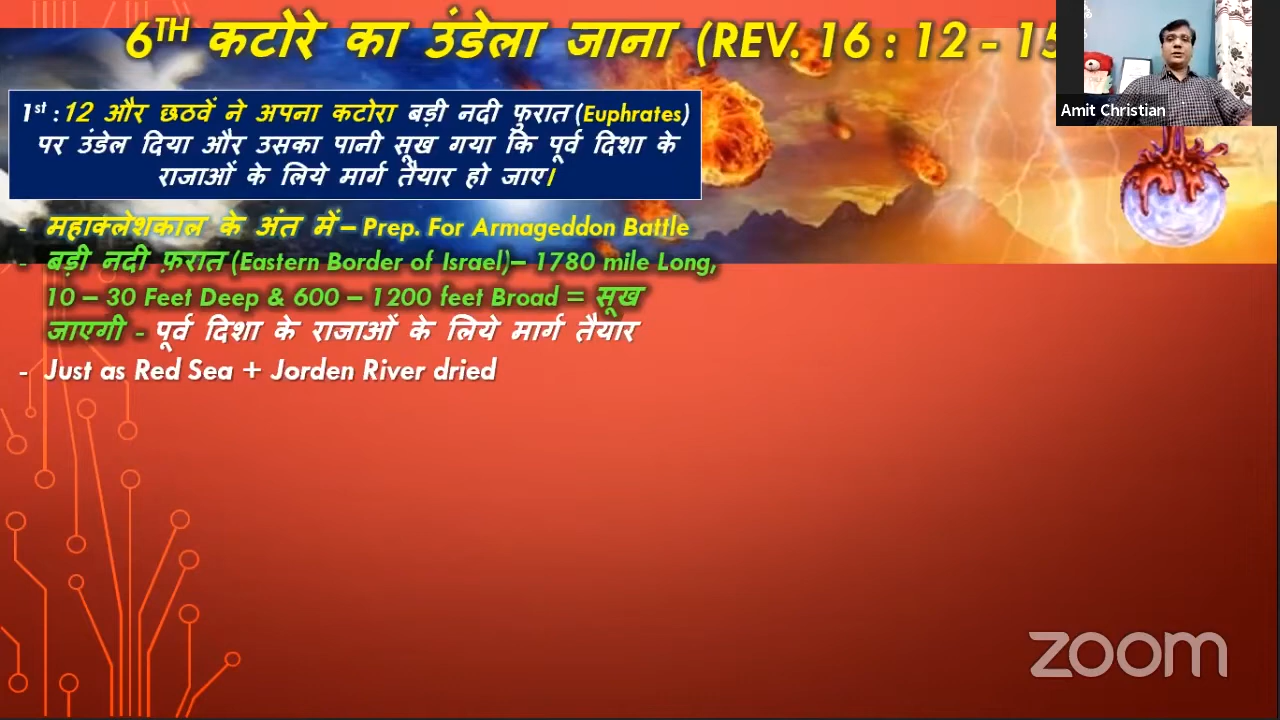 6TH कटोरे का उंडेला जाना (REV. 16 : 12 - 15
Amit Christian
1st : 12 और छठवें ने अपना कटोरा बड़ी नदी फुरात (Euphrates)
पर उंडेल दिया और उसका पानी सूख गया कि पूर्व दिशा के
राजाओं के लिये मार्ग तैयार हो जाए।
- महाक्लेशकाल के अंत में – Prep. For Armageddon Battle
- बड़ी नदी फ़रात (Eastern Border of Israel)– 1780 mile Long,
10 – 30 Feet Deep & 600 – 1200 feet Broad = सूख
जाएगी - पूर्व दिशा के राजाओं के लिये मार्ग तैयार
- Just as Red Sea + Jorden River dried
zoom